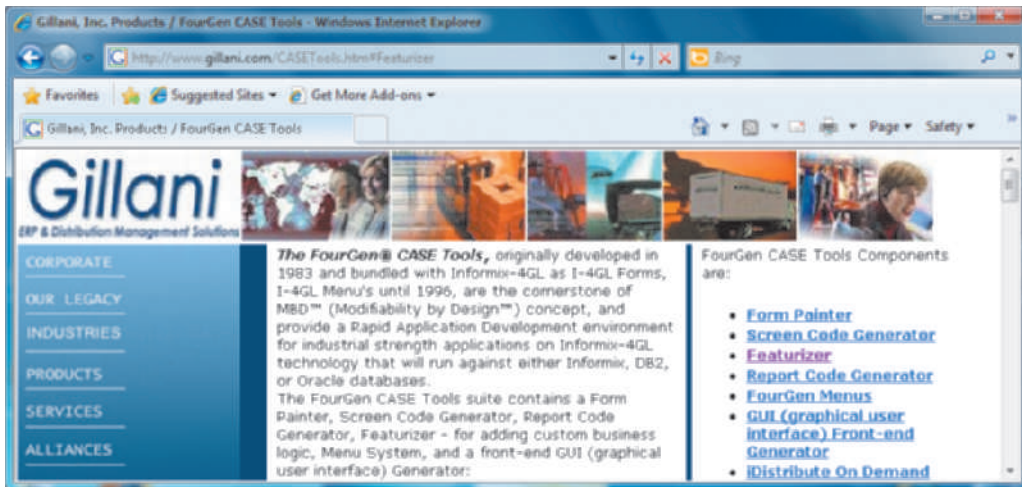 Gillani, Inc. Products / FourGen CASE Tools - Windows Internet Explorer
http://www.gillani.com/CASETools.htm#Featurizer
Bing
Favorites Suggested Sites Get More Add-ons
Gillani, Inc. Products / FourGen CASE Tools
Page Safety
Gillani
ERP & Distribution Management Solutions
CORPORATE
OUR LEGACY
INDUSTRIES
PRODUCTS
SERVICES
ALLIANCES
The FourGen® CASE Tools, originally developed in
1983 and bundled with Informix-4GL as I-4GL Forms,
I-4GL Menu's until 1996, are the cornerstone of
MBD™ (Modifiability by Design™) concept, and
provide a Rapid Application Development environment
for industrial strength applications on Informix-4GL
technology that will run against either Informix, DB2,
or Oracle databases.
The FourGen CASE Tools suite contains a Form
Painter, Screen Code Generator, Report Code
Generator, Featurizer - for adding custom business
logic, Menu System, and a front-end GUI (graphical
user interface) Generator:
FourGen CASE Tools Components
are:
• Form Painter
• Screen Code Generator
• Featurizer
• Report Code Generator
• FourGen Menus
• GUI (graphical user
interface) Front-end
Generator
• iDistribute On Demand